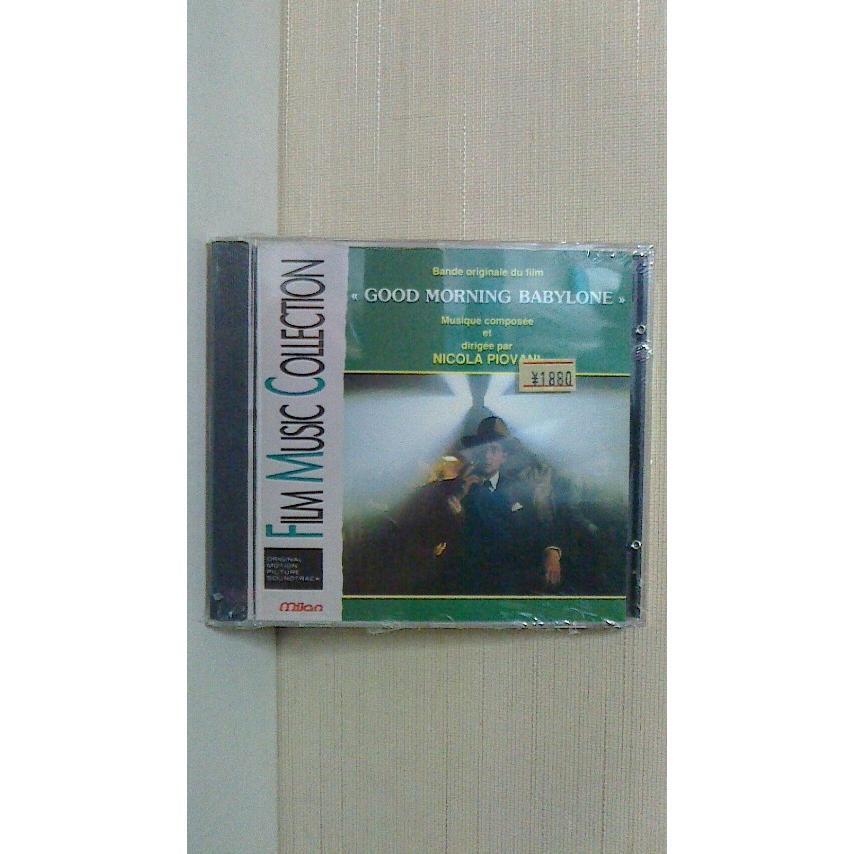 FILM MUSIC COLLECTION
ORIGINAL
MOTION
PICTURE
SOUNDTRACK
Milan
Bande originale du film
« GOOD MORNING BABYLONE »
Musique composée
et
dirigée par
NICOLA PIOVANI
¥1880